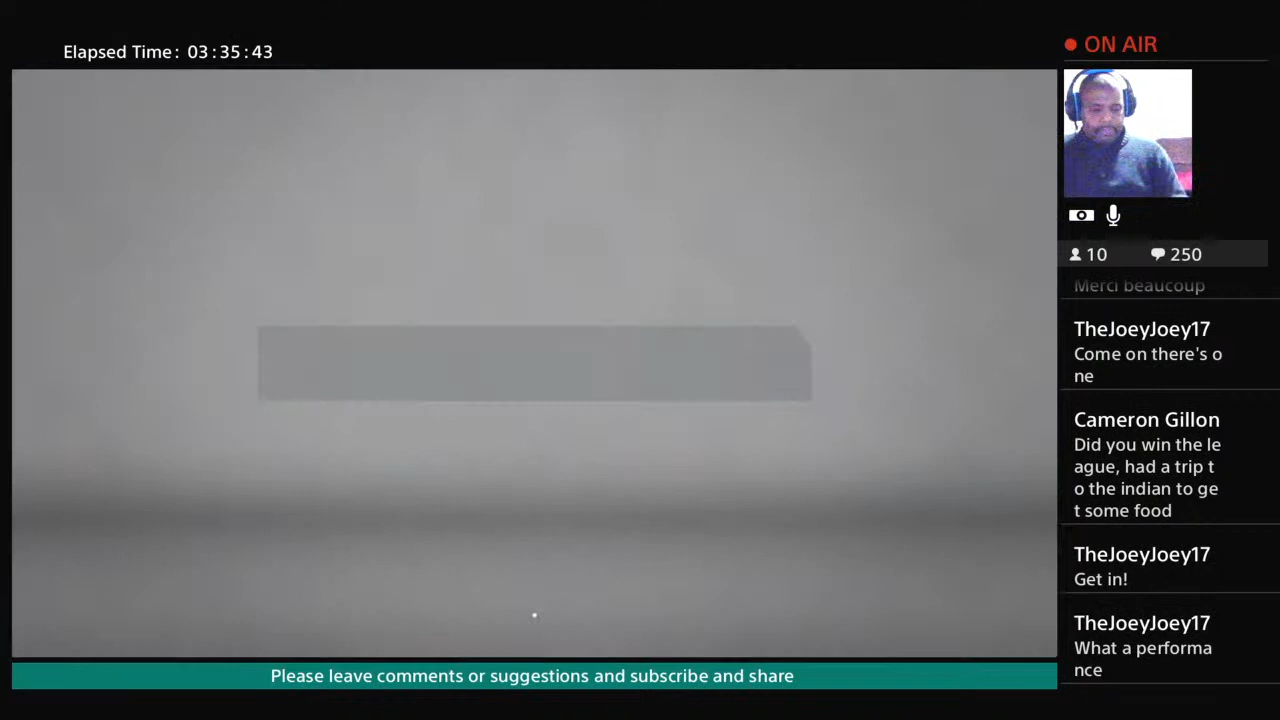 Elapsed Time: 03:35:43
ON AIR
10 250
Merci beaucoup
TheJoeyJoey17
Come on there's o
ne
Cameron Gillon
Did you win the le
ague, had a trip t
o the indian to ge
t some food
TheJoeyJoey17
Get in!
TheJoeyJoey17
What a performa
nce
Please leave comments or suggestions and subscribe and share